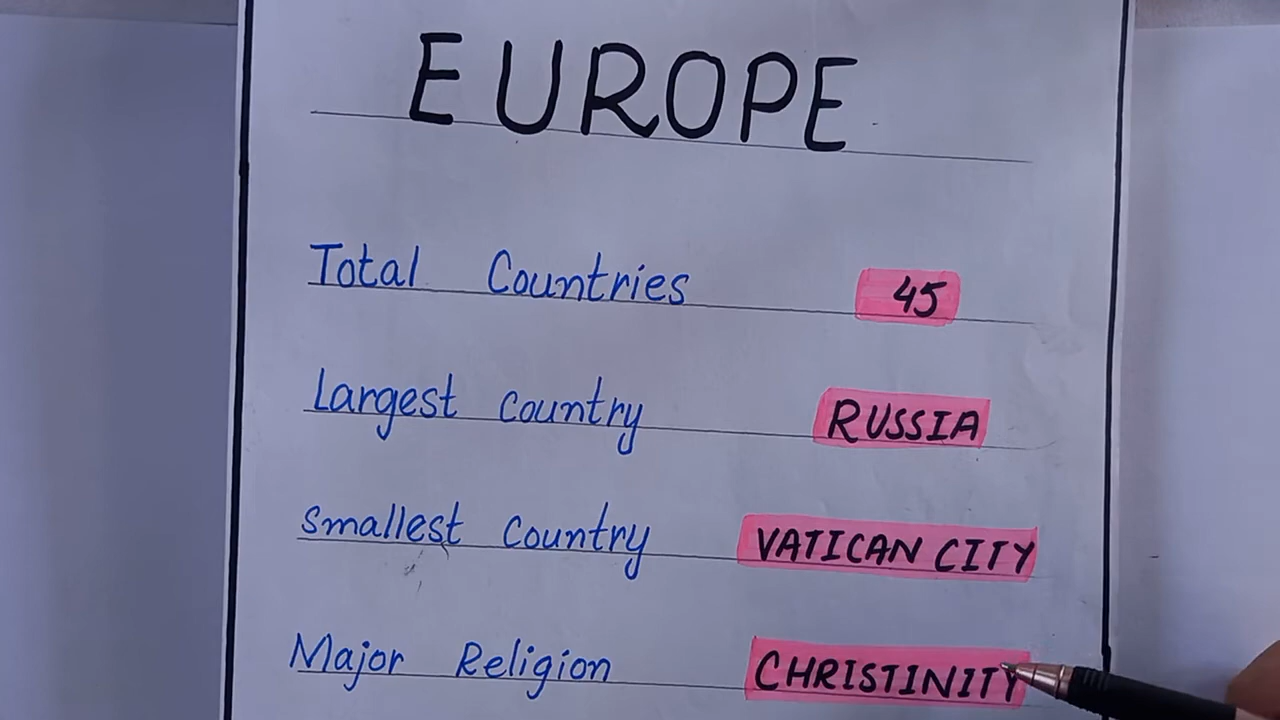 EUROPE
Total Countries 45
Largest Country RUSSIA
Smallest Country VATICAN CITY
Major Religion CHRISTINITY